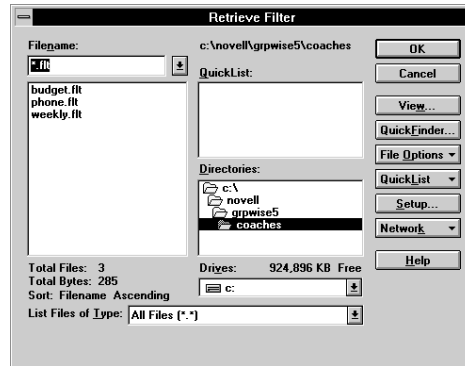 Retrieve Filter
Filename:
*.flt
budget.flt
phone.flt
weekly.flt
Total Files: 3
Total Bytes: 285
Sort: Filename Ascending
List Files of Type: All Files (*.*)
c:\novell\grpwise5\coaches
QuickList:
Directories:
c:\
novell
grpwise5
coaches
Drives: 924,896 KB Free
c:
OK
Cancel
View...
QuickFinder...
File Options
QuickList
Setup...
Network
Help